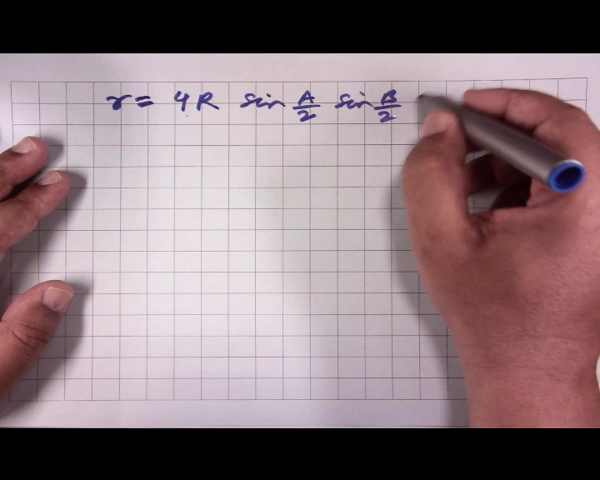 r = 4R sin A/2 sin B/2